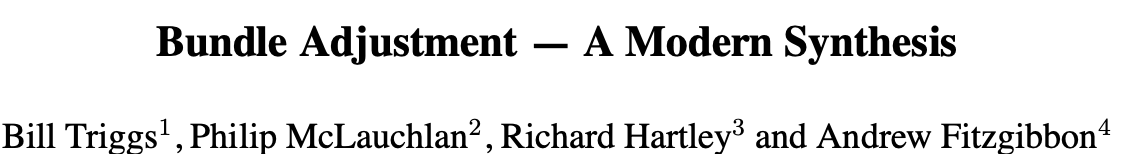 Bundle Adjustment — A Modern Synthesis
Bill Triggs¹, Philip McLauchlan², Richard Hartley³ and Andrew Fitzgibbon⁴